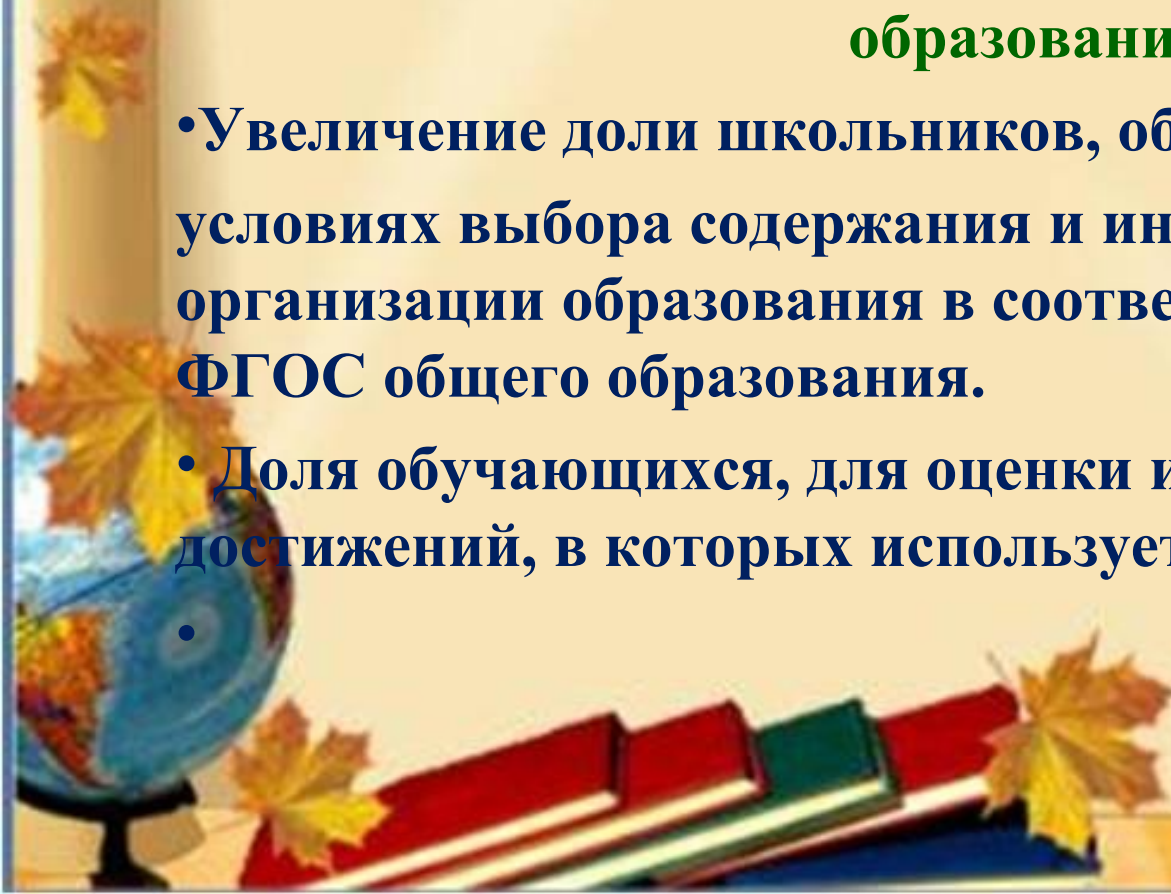 образовани
•Увеличение доли школьников, об
условиях выбора содержания и ин
организации образования в соотве
ФГОС общего образования.
• Доля обучающихся, для оценки и
достижений, в которых использует
•